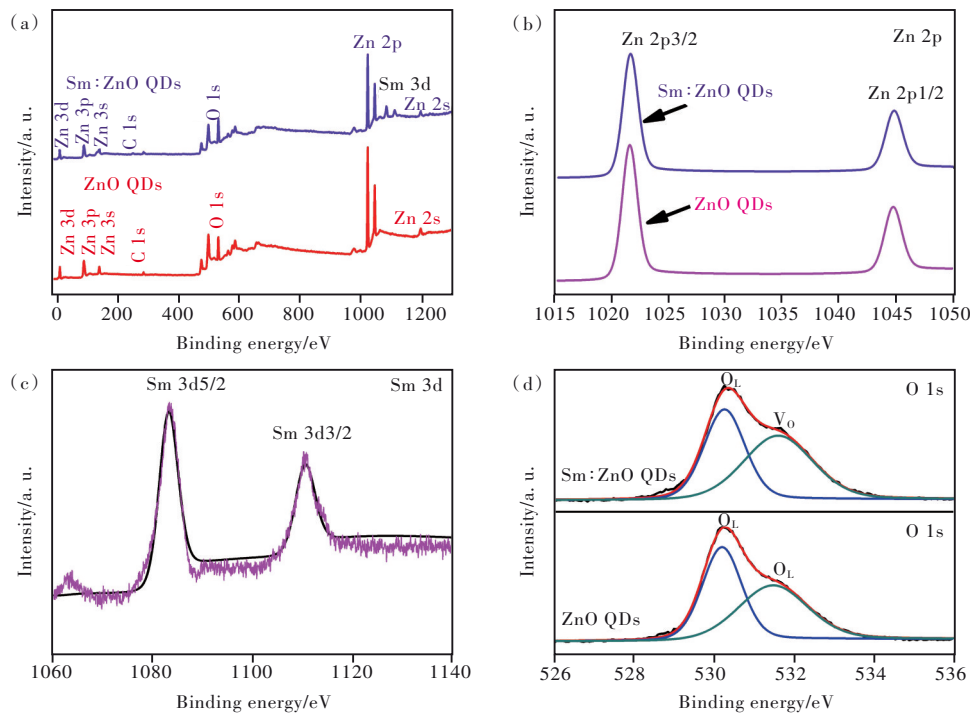 (a)
Zn 2p
Sm:ZnO QDs
Sm 3d
Zn 2s
Zn 3d
Zn 3p
Zn 3s
C 1s
O 1s
ZnO QDs
Zn 2s
Zn 3d
Zn 3p
Zn 3s
C 1s
O 1s
Intensity/a. u.
0 200 400 600 800 1000 1200
Binding energy/eV
(b)
Zn 2p3/2
Zn 2p
Sm:ZnO QDs
Zn 2p1/2
ZnO QDs
Intensity/a. u.
1015 1020 1025 1030 1035 1040 1045 1050
Binding energy/eV
(c)
Sm 3d5/2
Sm 3d
Sm 3d3/2
Intensity/a. u.
1060 1080 1100 1120 1140
Binding energy/eV
(d)
OL
O 1s
VO
Sm:ZnO QDs
OL
O 1s
OL
ZnO QDs
Intensity/a. u.
526 528 530 532 534 536
Binding energy/eV